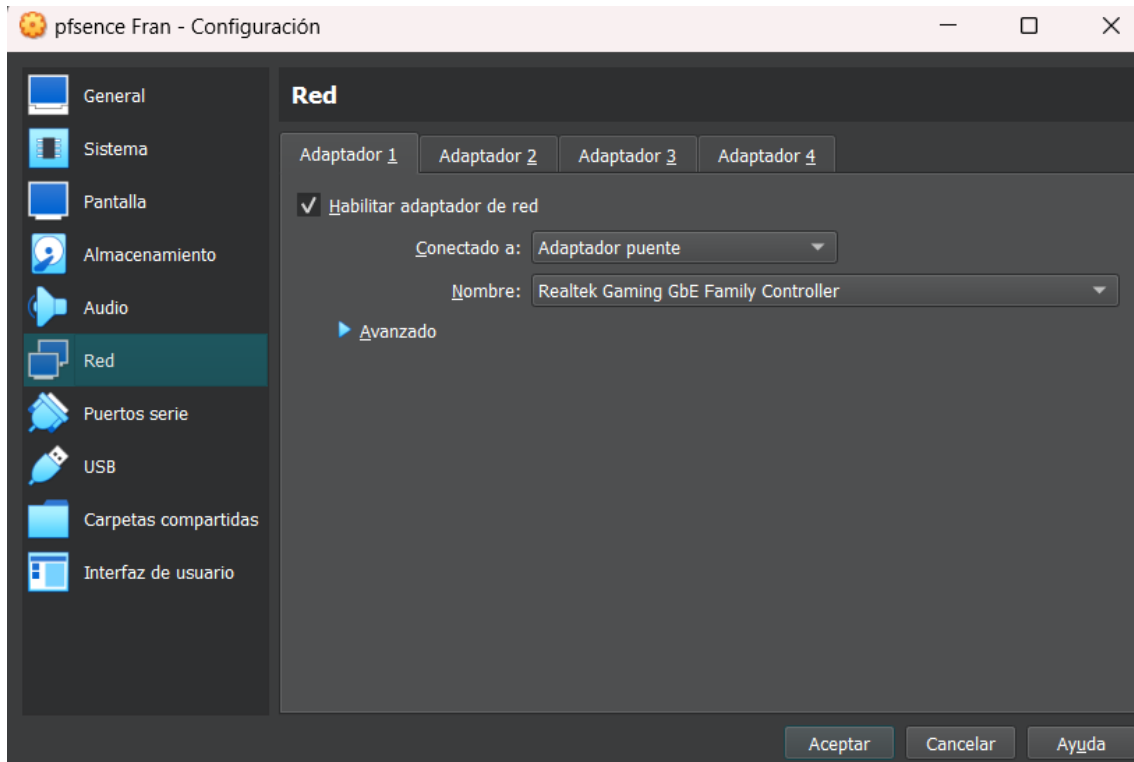 pfsence Fran - Configuración
General
Sistema
Pantalla
Almacenamiento
Audio
Red
Puertos serie
USB
Carpetas compartidas
Interfaz de usuario
Red
Adaptador 1 Adaptador 2 Adaptador 3 Adaptador 4
Habilitar adaptador de red
Conectado a: Adaptador puente
Nombre: Realtek Gaming GbE Family Controller
Avanzado
Aceptar Cancelar Ayuda